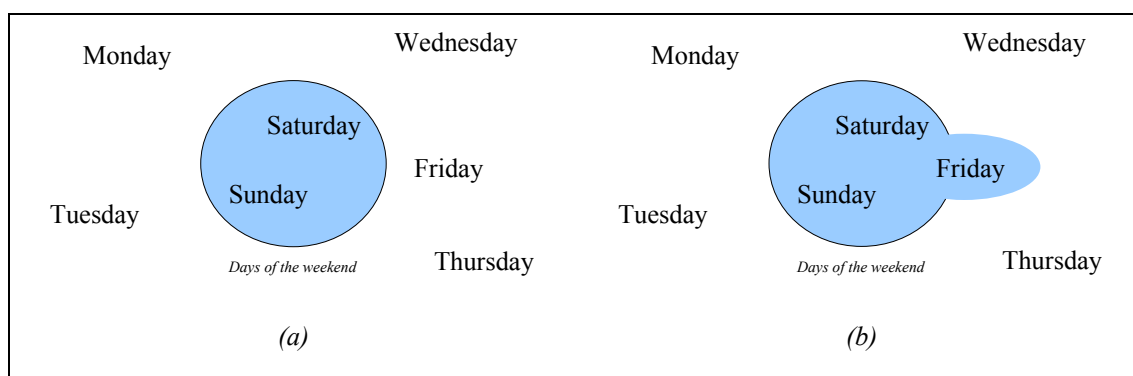 Monday
Wednesday
Saturday
Friday
Sunday
Tuesday
Thursday
Days of the weekend
(a)
Monday
Wednesday
Saturday
Friday
Sunday
Tuesday
Thursday
Days of the weekend
(b)